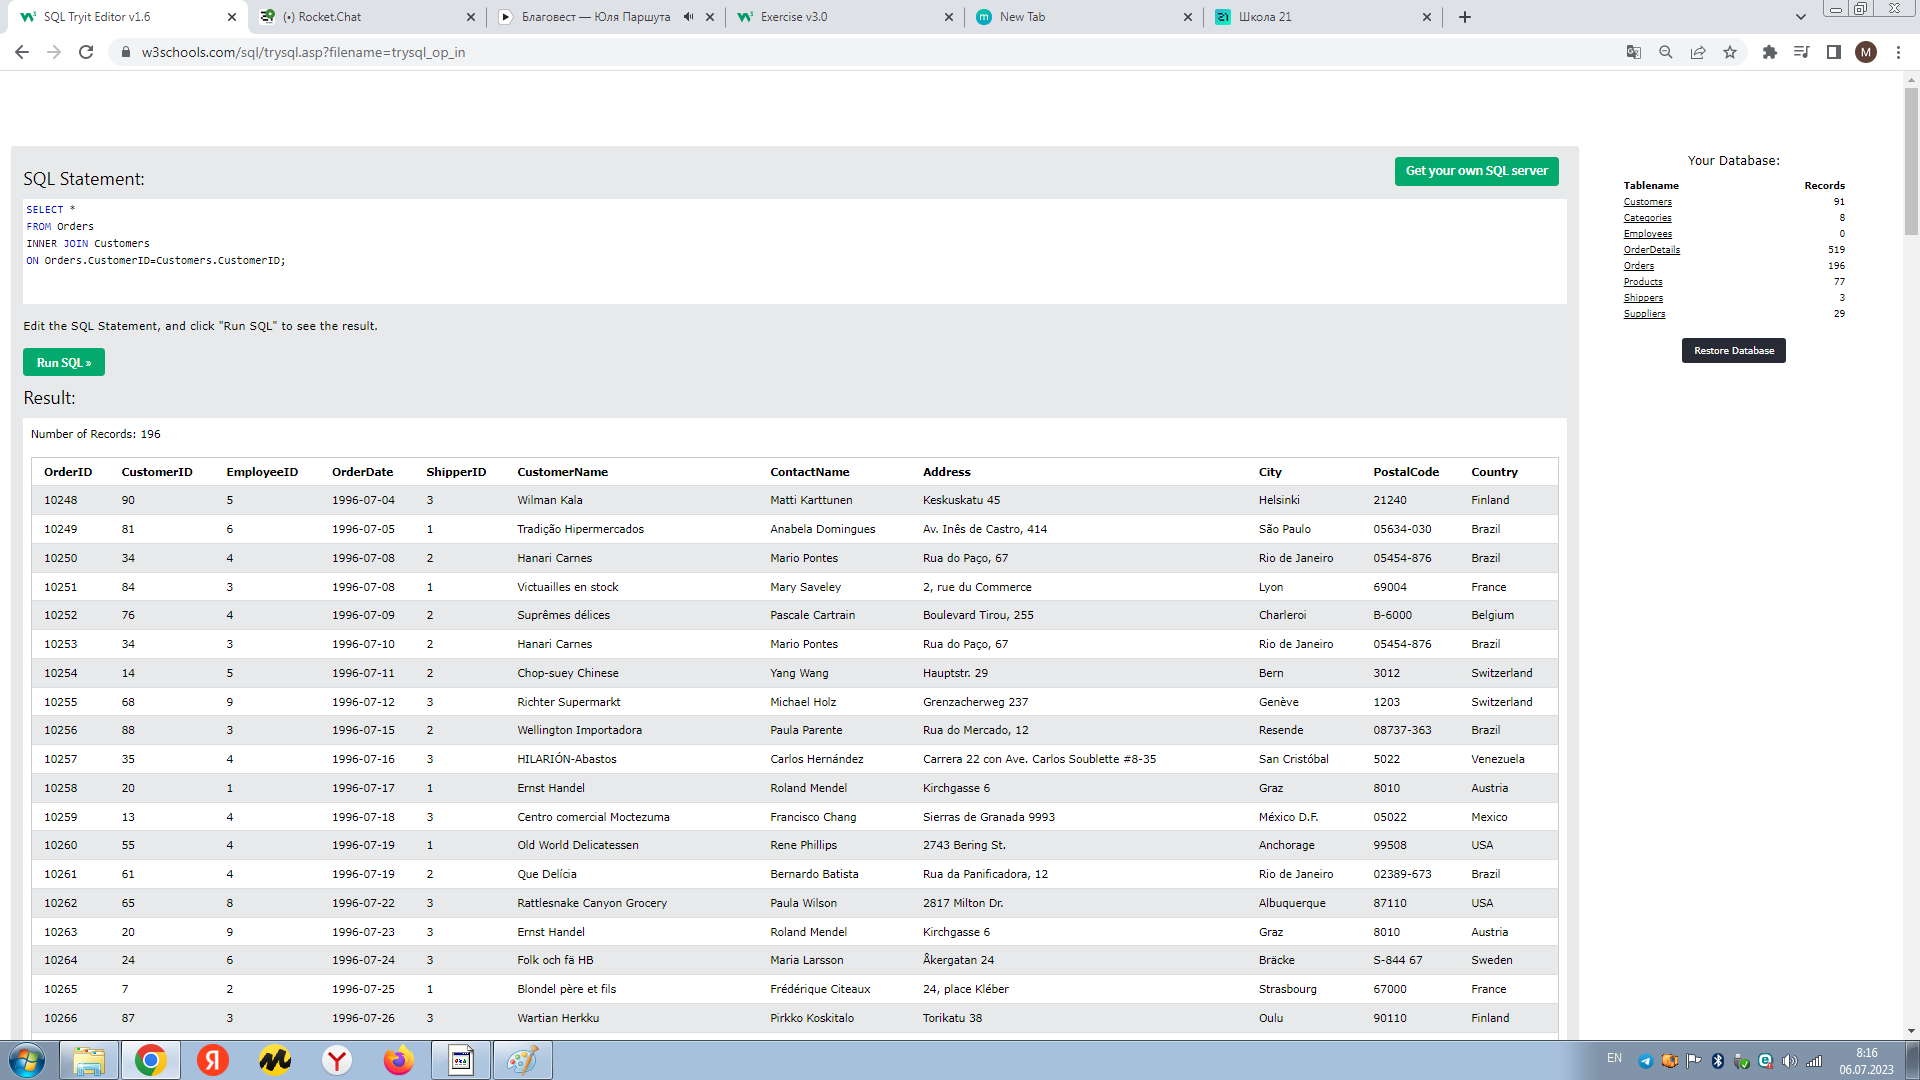 SQL Tryit Editor v1.6
(•) Rocket.Chat
Благовест — Юля Паршута
Exercise v3.0
New Tab
Школа 21
w3schools.com/sql/trysql.asp?filename=trysql_op_in
M
SQL Statement:
Get your own SQL server
SELECT *
FROM Orders
INNER JOIN Customers
ON Orders.CustomerID=Customers.CustomerID;
Edit the SQL Statement, and click "Run SQL" to see the result.
Run SQL »
Result:
Number of Records: 196
OrderID CustomerID EmployeeID OrderDate ShipperID CustomerName ContactName Address City PostalCode Country
10248 90 5 1996-07-04 3 Wilman Kala Matti Karttunen Keskuskatu 45 Helsinki 21240 Finland
10249 81 6 1996-07-05 1 Tradição Hipermercados Anabela Domingues Av. Inês de Castro, 414 São Paulo 05634-030 Brazil
10250 34 4 1996-07-08 2 Hanari Carnes Mario Pontes Rua do Paço, 67 Rio de Janeiro 05454-876 Brazil
10251 84 3 1996-07-08 1 Victuailles en stock Mary Saveley 2, rue du Commerce Lyon 69004 France
10252 76 4 1996-07-09 2 Suprêmes délices Pascale Cartrain Boulevard Tirou, 255 Charleroi B-6000 Belgium
10253 34 3 1996-07-10 2 Hanari Carnes Mario Pontes Rua do Paço, 67 Rio de Janeiro 05454-876 Brazil
10254 14 5 1996-07-11 2 Chop-suey Chinese Yang Wang Hauptstr. 29 Bern 3012 Switzerland
10255 68 9 1996-07-12 3 Richter Supermarkt Michael Holz Grenzacherweg 237 Genève 1203 Switzerland
10256 88 3 1996-07-15 2 Wellington Importadora Paula Parente Rua do Mercado, 12 Resende 08737-363 Brazil
10257 35 4 1996-07-16 3 HILARIÓN-Abastos Carlos Hernández Carrera 22 con Ave. Carlos Soublette #8-35 San Cristóbal 5022 Venezuela
10258 20 1 1996-07-17 1 Ernst Handel Roland Mendel Kirchgasse 6 Graz 8010 Austria
10259 13 4 1996-07-18 3 Centro comercial Moctezuma Francisco Chang Sierras de Granada 9993 México D.F. 05022 Mexico
10260 55 4 1996-07-19 1 Old World Delicatessen Rene Phillips 2743 Bering St. Anchorage 99508 USA
10261 61 4 1996-07-19 2 Que Delícia Bernardo Batista Rua da Panificadora, 12 Rio de Janeiro 02389-673 Brazil
10262 65 8 1996-07-22 3 Rattlesnake Canyon Grocery Paula Wilson 2817 Milton Dr. Albuquerque 87110 USA
10263 20 9 1996-07-23 3 Ernst Handel Roland Mendel Kirchgasse 6 Graz 8010 Austria
10264 24 6 1996-07-24 3 Folk och fä HB Maria Larsson Åkergatan 24 Bräcke S-844 67 Sweden
10265 7 2 1996-07-25 1 Blondel père et fils Frédérique Citeaux 24, place Kléber Strasbourg 67000 France
10266 87 3 1996-07-26 3 Wartian Herkku Pirkko Koskitalo Torikatu 38 Oulu 90110 Finland
Your Database:
Tablename Records
Customers 91
Categories 8
Employees 0
OrderDetails 519
Orders 196
Products 77
Shippers 3
Suppliers 29
Restore Database
EN
8:16
06.07.2023